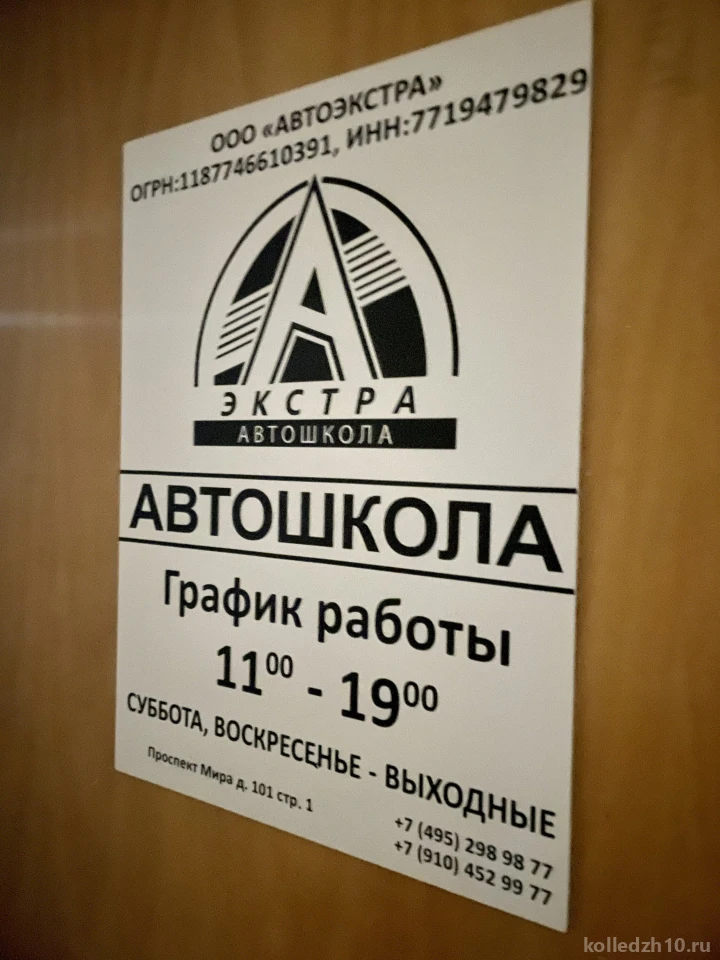 ООО «АВТОЭКСТРА»
ОГРН:1187746610391, ИНН:7719479829
ЭКСТРА
АВТОШКОЛА
АВТОШКОЛА
График работы
11⁰⁰ - 19⁰⁰
СУББОТА, ВОСКРЕСЕНЬЕ - ВЫХОДНЫЕ
Проспект Мира д. 101 стр. 1
+7 (495) 298 98 77
+7 (910) 452 99 77
kolledzh10.ru